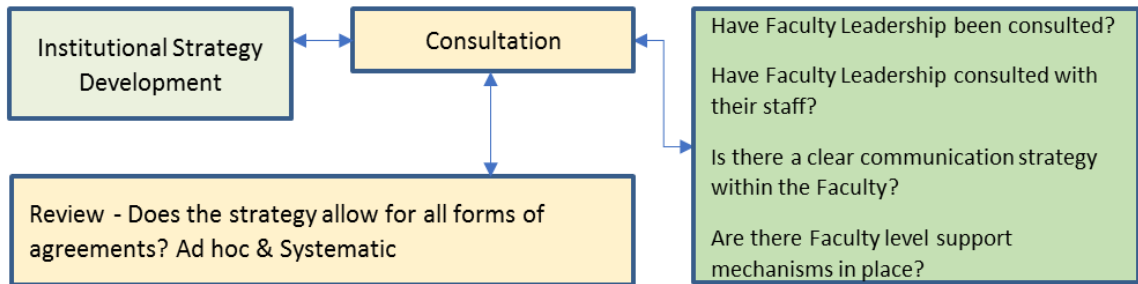 Institutional Strategy
Development
Consultation
Have Faculty Leadership been consulted?
Have Faculty Leadership consulted with
their staff?
Is there a clear communication strategy
within the Faculty?
Are there Faculty level support
mechanisms in place?
Review - Does the strategy allow for all forms of
agreements? Ad hoc & Systematic